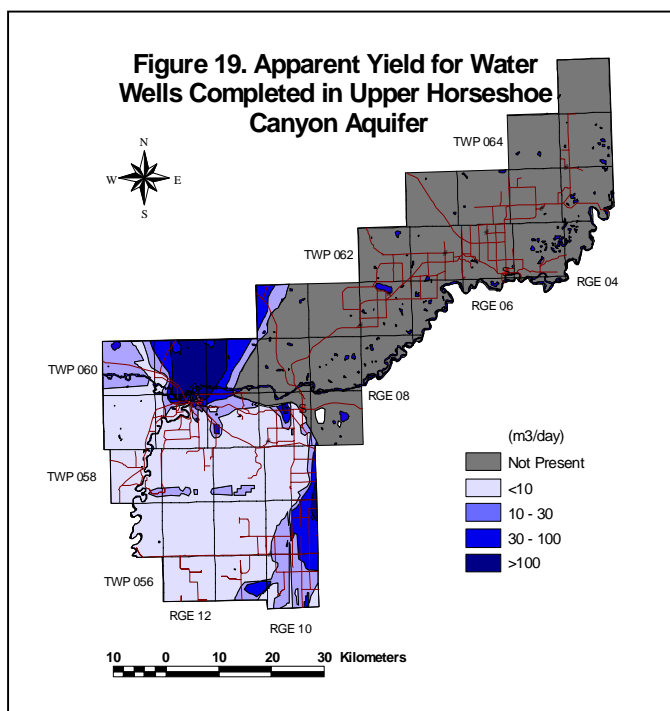 Figure 19. Apparent Yield for Water
Wells Completed in Upper Horseshoe
Canyon Aquifer
TWP 064
N
W E
S
TWP 062
RGE 04
RGE 06
TWP 060
RGE 08
(m3/day)
Not Present
<10
10 - 30
30 - 100
>100
TWP 058
TWP 056
RGE 12
RGE 10
10 0 10 20 30 Kilometers